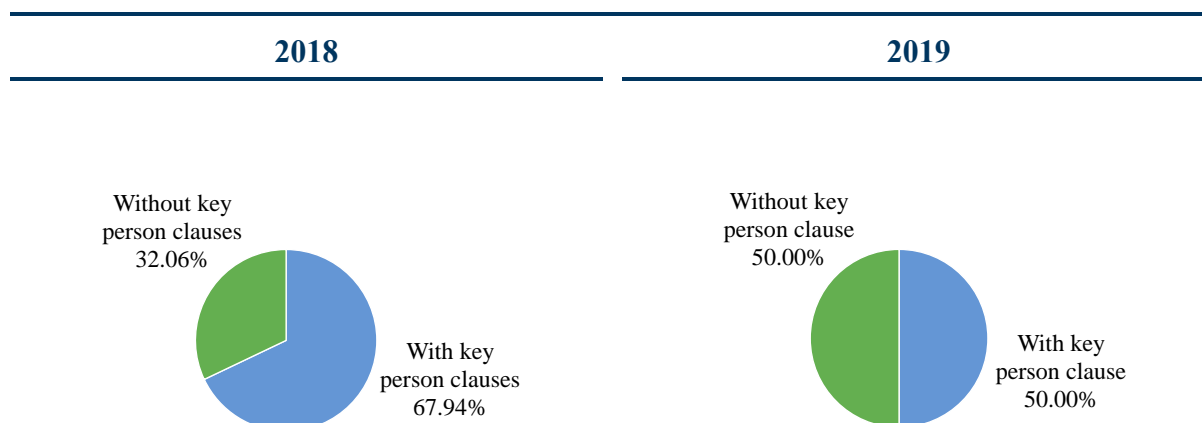 2018
2019
Without key
person clauses
32.06%
With key
person clauses
67.94%
Without key
person clause
50.00%
With key
person clause
50.00%